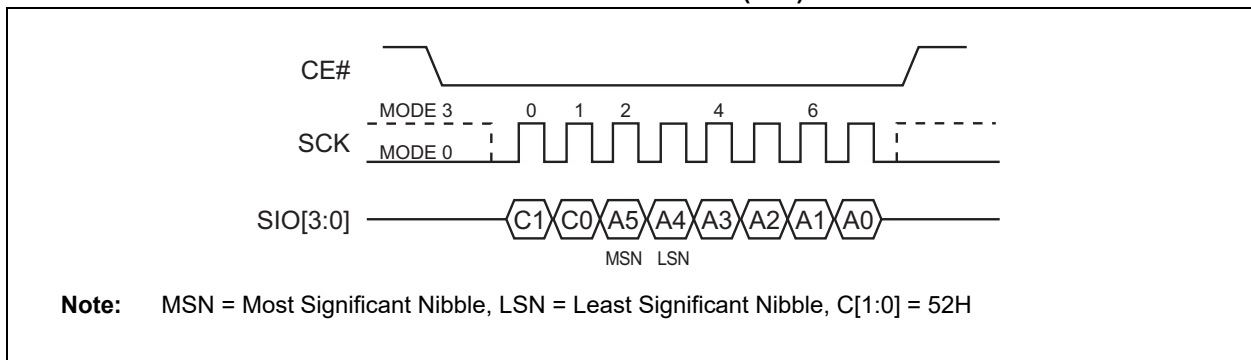 CE#
MODE 3 0 1 2 4 6
SCK
MODE 0
SIO[3:0] C1 C0 A5 A4 A3 A2 A1 A0
MSN LSN
Note: MSN = Most Significant Nibble, LSN = Least Significant Nibble, C[1:0] = 52H